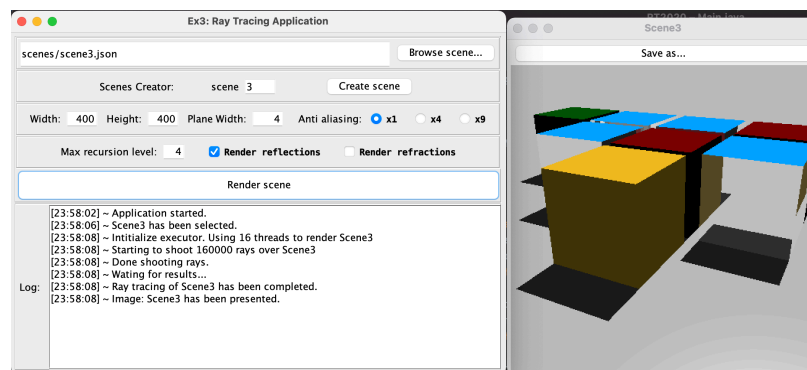 Ex3: Ray Tracing Application
RT2020 – Main.java
Scene3
scenes/scene3.json Browse scene... Save as...
Scenes Creator: scene 3 Create scene
Width: 400 Height: 400 Plane Width: 4 Anti aliasing: x1 x4 x9
Max recursion level: 4 Render reflections Render refractions
Render scene
[23:58:02] ~ Application started.
[23:58:06] ~ Scene3 has been selected.
[23:58:08] ~ Intitialize executor. Using 16 threads to render Scene3
[23:58:08] ~ Starting to shoot 160000 rays over Scene3
[23:58:08] ~ Done shooting rays.
[23:58:08] ~ Wating for results...
Log: [23:58:08] ~ Ray tracing of Scene3 has been completed.
[23:58:08] ~ Image: Scene3 has been presented.